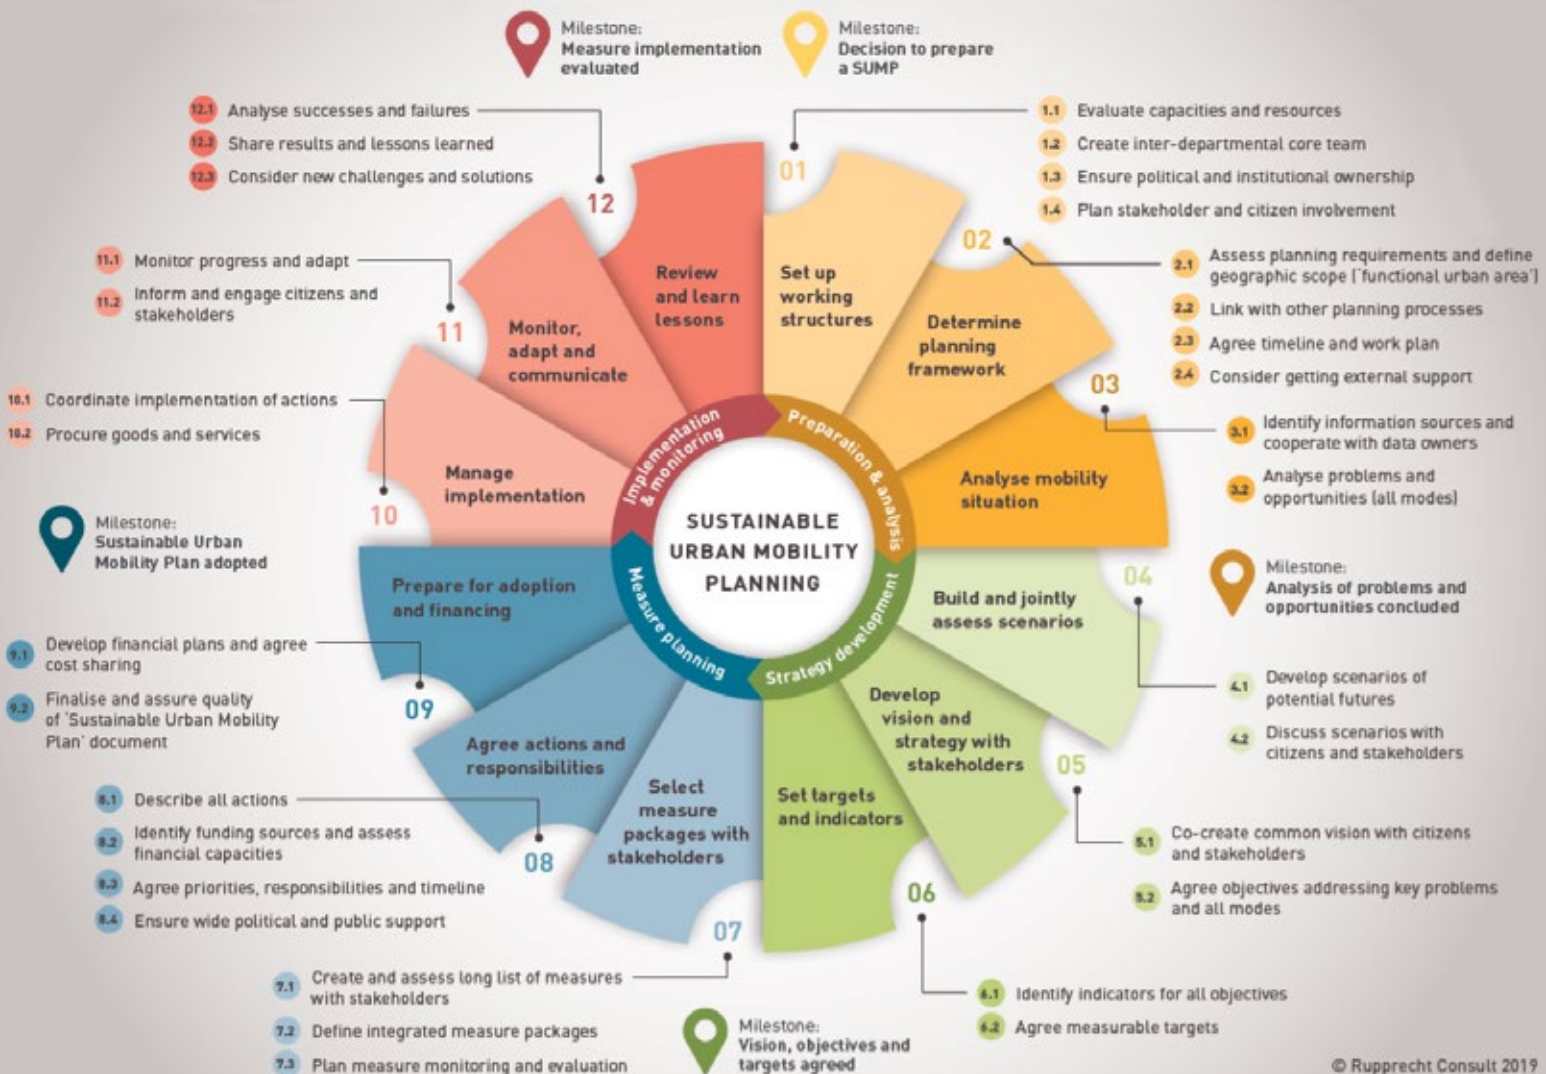 Milestone:
Measure implementation
evaluated
Milestone:
Decision to prepare
a SUMP
12.1 Analyse successes and failures
12.2 Share results and lessons learned
12.3 Consider new challenges and solutions
1.1 Evaluate capacities and resources
1.2 Create inter-departmental core team
1.3 Ensure political and institutional ownership
1.4 Plan stakeholder and citizen involvement
11.1 Monitor progress and adapt
11.2 Inform and engage citizens and
stakeholders
2.1 Assess planning requirements and define
geographic scope ('functional urban area')
2.2 Link with other planning processes
2.3 Agree timeline and work plan
2.4 Consider getting external support
10.1 Coordinate implementation of actions
10.2 Procure goods and services
3.1 Identify information sources and
cooperate with data owners
3.2 Analyse problems and
opportunities (all modes)
Milestone:
Sustainable Urban
Mobility Plan adopted
Milestone:
Analysis of problems and
opportunities concluded
01
Set up
working
structures
02
Determine
planning
framework
03
Analyse mobility
situation
04
Build and jointly
assess scenarios
05
Develop
vision and
strategy with
stakeholders
06
Set targets
and indicators
07
Select
measure
packages with
stakeholders
08
Agree actions and
responsibilities
09
Prepare for adoption
and financing
10
Manage
implementation
11
Monitor,
adapt and
communicate
12
Review
and learn
lessons
Implementation
& monitoring
Preparation & analysis
Strategy development
Measure planning
SUSTAINABLE
URBAN MOBILITY
PLANNING
9.1 Develop financial plans and agree
cost sharing
9.2 Finalise and assure quality
of 'Sustainable Urban Mobility
Plan' document
4.1 Develop scenarios of
potential futures
4.2 Discuss scenarios with
citizens and stakeholders
8.1 Describe all actions
8.2 Identify funding sources and assess
financial capacities
8.3 Agree priorities, responsibilities and timeline
8.4 Ensure wide political and public support
5.1 Co-create common vision with citizens
and stakeholders
5.2 Agree objectives addressing key problems
and all modes
7.1 Create and assess long list of measures
with stakeholders
7.2 Define integrated measure packages
7.3 Plan measure monitoring and evaluation
6.1 Identify indicators for all objectives
6.2 Agree measurable targets
Milestone:
Vision, objectives and
targets agreed
© Rupprecht Consult 2019